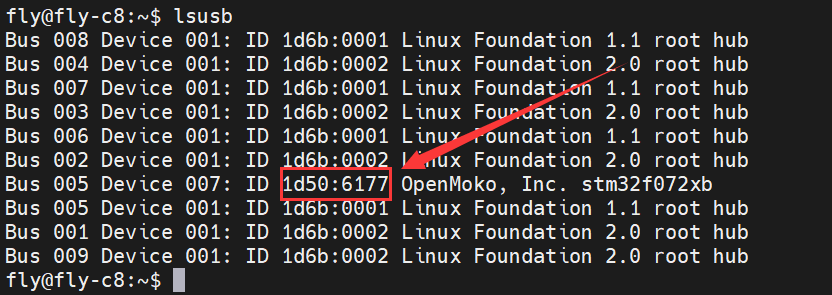 fly@fly-c8:~$ lsusb
Bus 008 Device 001: ID 1d6b:0001 Linux Foundation 1.1 root hub
Bus 004 Device 001: ID 1d6b:0002 Linux Foundation 2.0 root hub
Bus 007 Device 001: ID 1d6b:0001 Linux Foundation 1.1 root hub
Bus 003 Device 001: ID 1d6b:0002 Linux Foundation 2.0 root hub
Bus 006 Device 001: ID 1d6b:0001 Linux Foundation 1.1 root hub
Bus 002 Device 001: ID 1d6b:0002 Linux Foundation 2.0 root hub
Bus 005 Device 007: ID 1d50:6177 OpenMoko, Inc. stm32f072xb
Bus 005 Device 001: ID 1d6b:0001 Linux Foundation 1.1 root hub
Bus 001 Device 001: ID 1d6b:0002 Linux Foundation 2.0 root hub
Bus 009 Device 001: ID 1d6b:0002 Linux Foundation 2.0 root hub
fly@fly-c8:~$